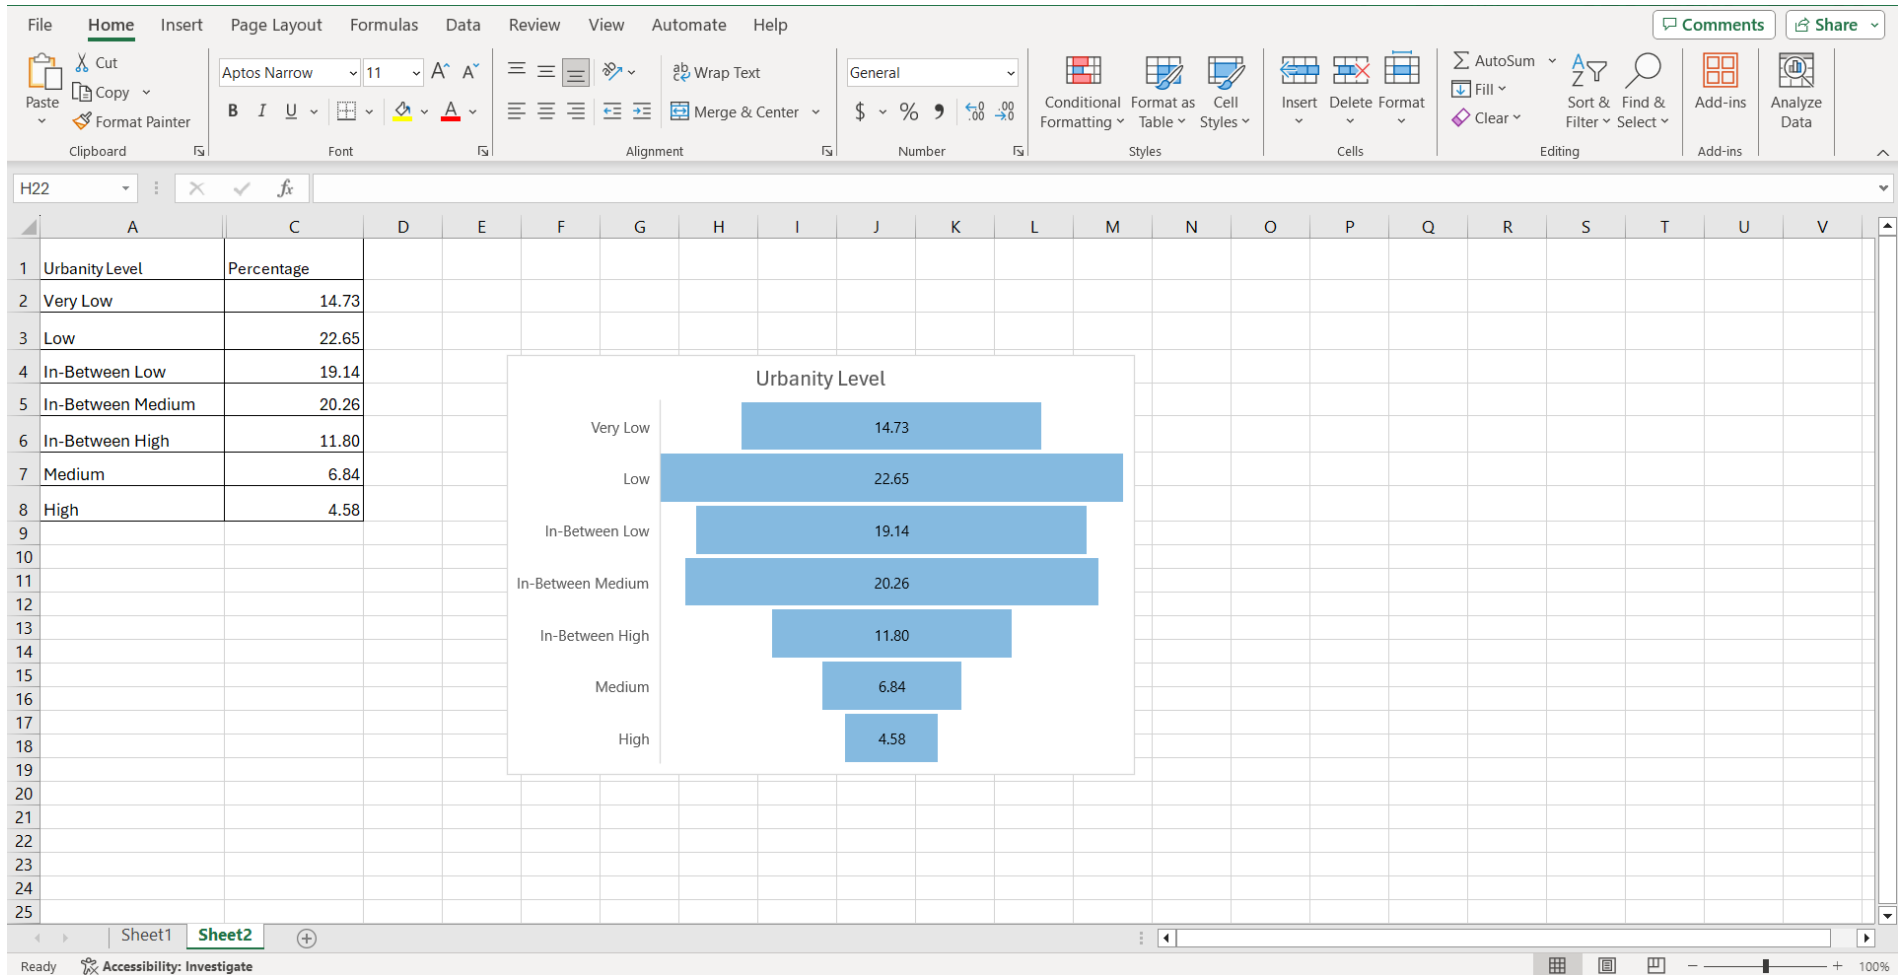 File Home Insert Page Layout Formulas Data Review View Automate Help Comments Share
Paste
Cut
Copy
Format Painter
Clipboard
Aptos Narrow 11 A A
B I U A
Font
ab Wrap Text
Merge & Center
Alignment
General
$ % 9 .00 .00
Number
Conditional Formatting
Format as Table
Cell Styles
Styles
Insert Delete Format
Cells
AutoSum
Fill
Clear
Sort & Filter
Find & Select
Editing
Add-ins
Add-ins
Analyze Data
H22 fx
A C D E F G H I J K L M N O P Q R S T U V
1 Urbanity Level Percentage
2 Very Low 14.73
3 Low 22.65
4 In-Between Low 19.14
5 In-Between Medium 20.26
6 In-Between High 11.80
7 Medium 6.84
8 High 4.58
9
10
11
12
13
14
15
16
17
18
19
20
21
22
23
24
25
Urbanity Level
Very Low 14.73
Low 22.65
In-Between Low 19.14
In-Between Medium 20.26
In-Between High 11.80
Medium 6.84
High 4.58
Sheet1 Sheet2
Ready Accessibility: Investigate 100%